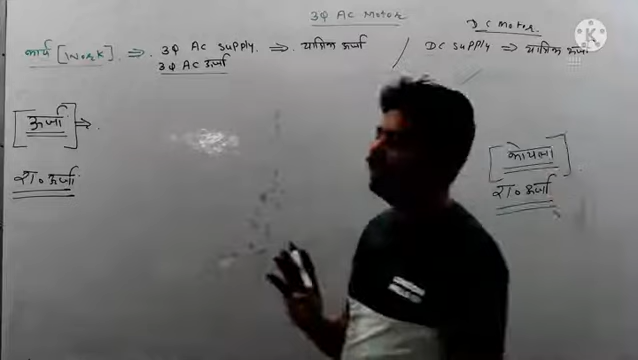 3Φ AC Motor
DC Motor.
कार्य [Work] ⇒ 3Φ AC Supply. ⇒ यांत्रिक ऊर्जा / DC Supply ⇒ यांत्रिक ऊर्जा
3Φ AC ऊर्जा
[ऊर्जा] ⇒
[कोयला]
रा० ऊर्जा
रा० ऊर्जा